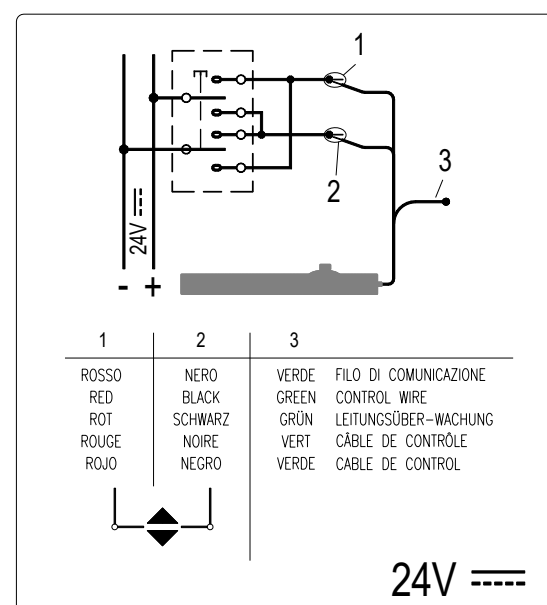 1
2
3
24V
- +
1 2 3
ROSSO NERO VERDE FILO DI COMUNICAZIONE
RED BLACK GREEN CONTROL WIRE
ROT SCHWARZ GRÜN LEITUNGSÜBER-WACHUNG
ROUGE NOIRE VERT CÂBLE DE CONTRÔLE
ROJO NEGRO VERDE CABLE DE CONTROL
24V